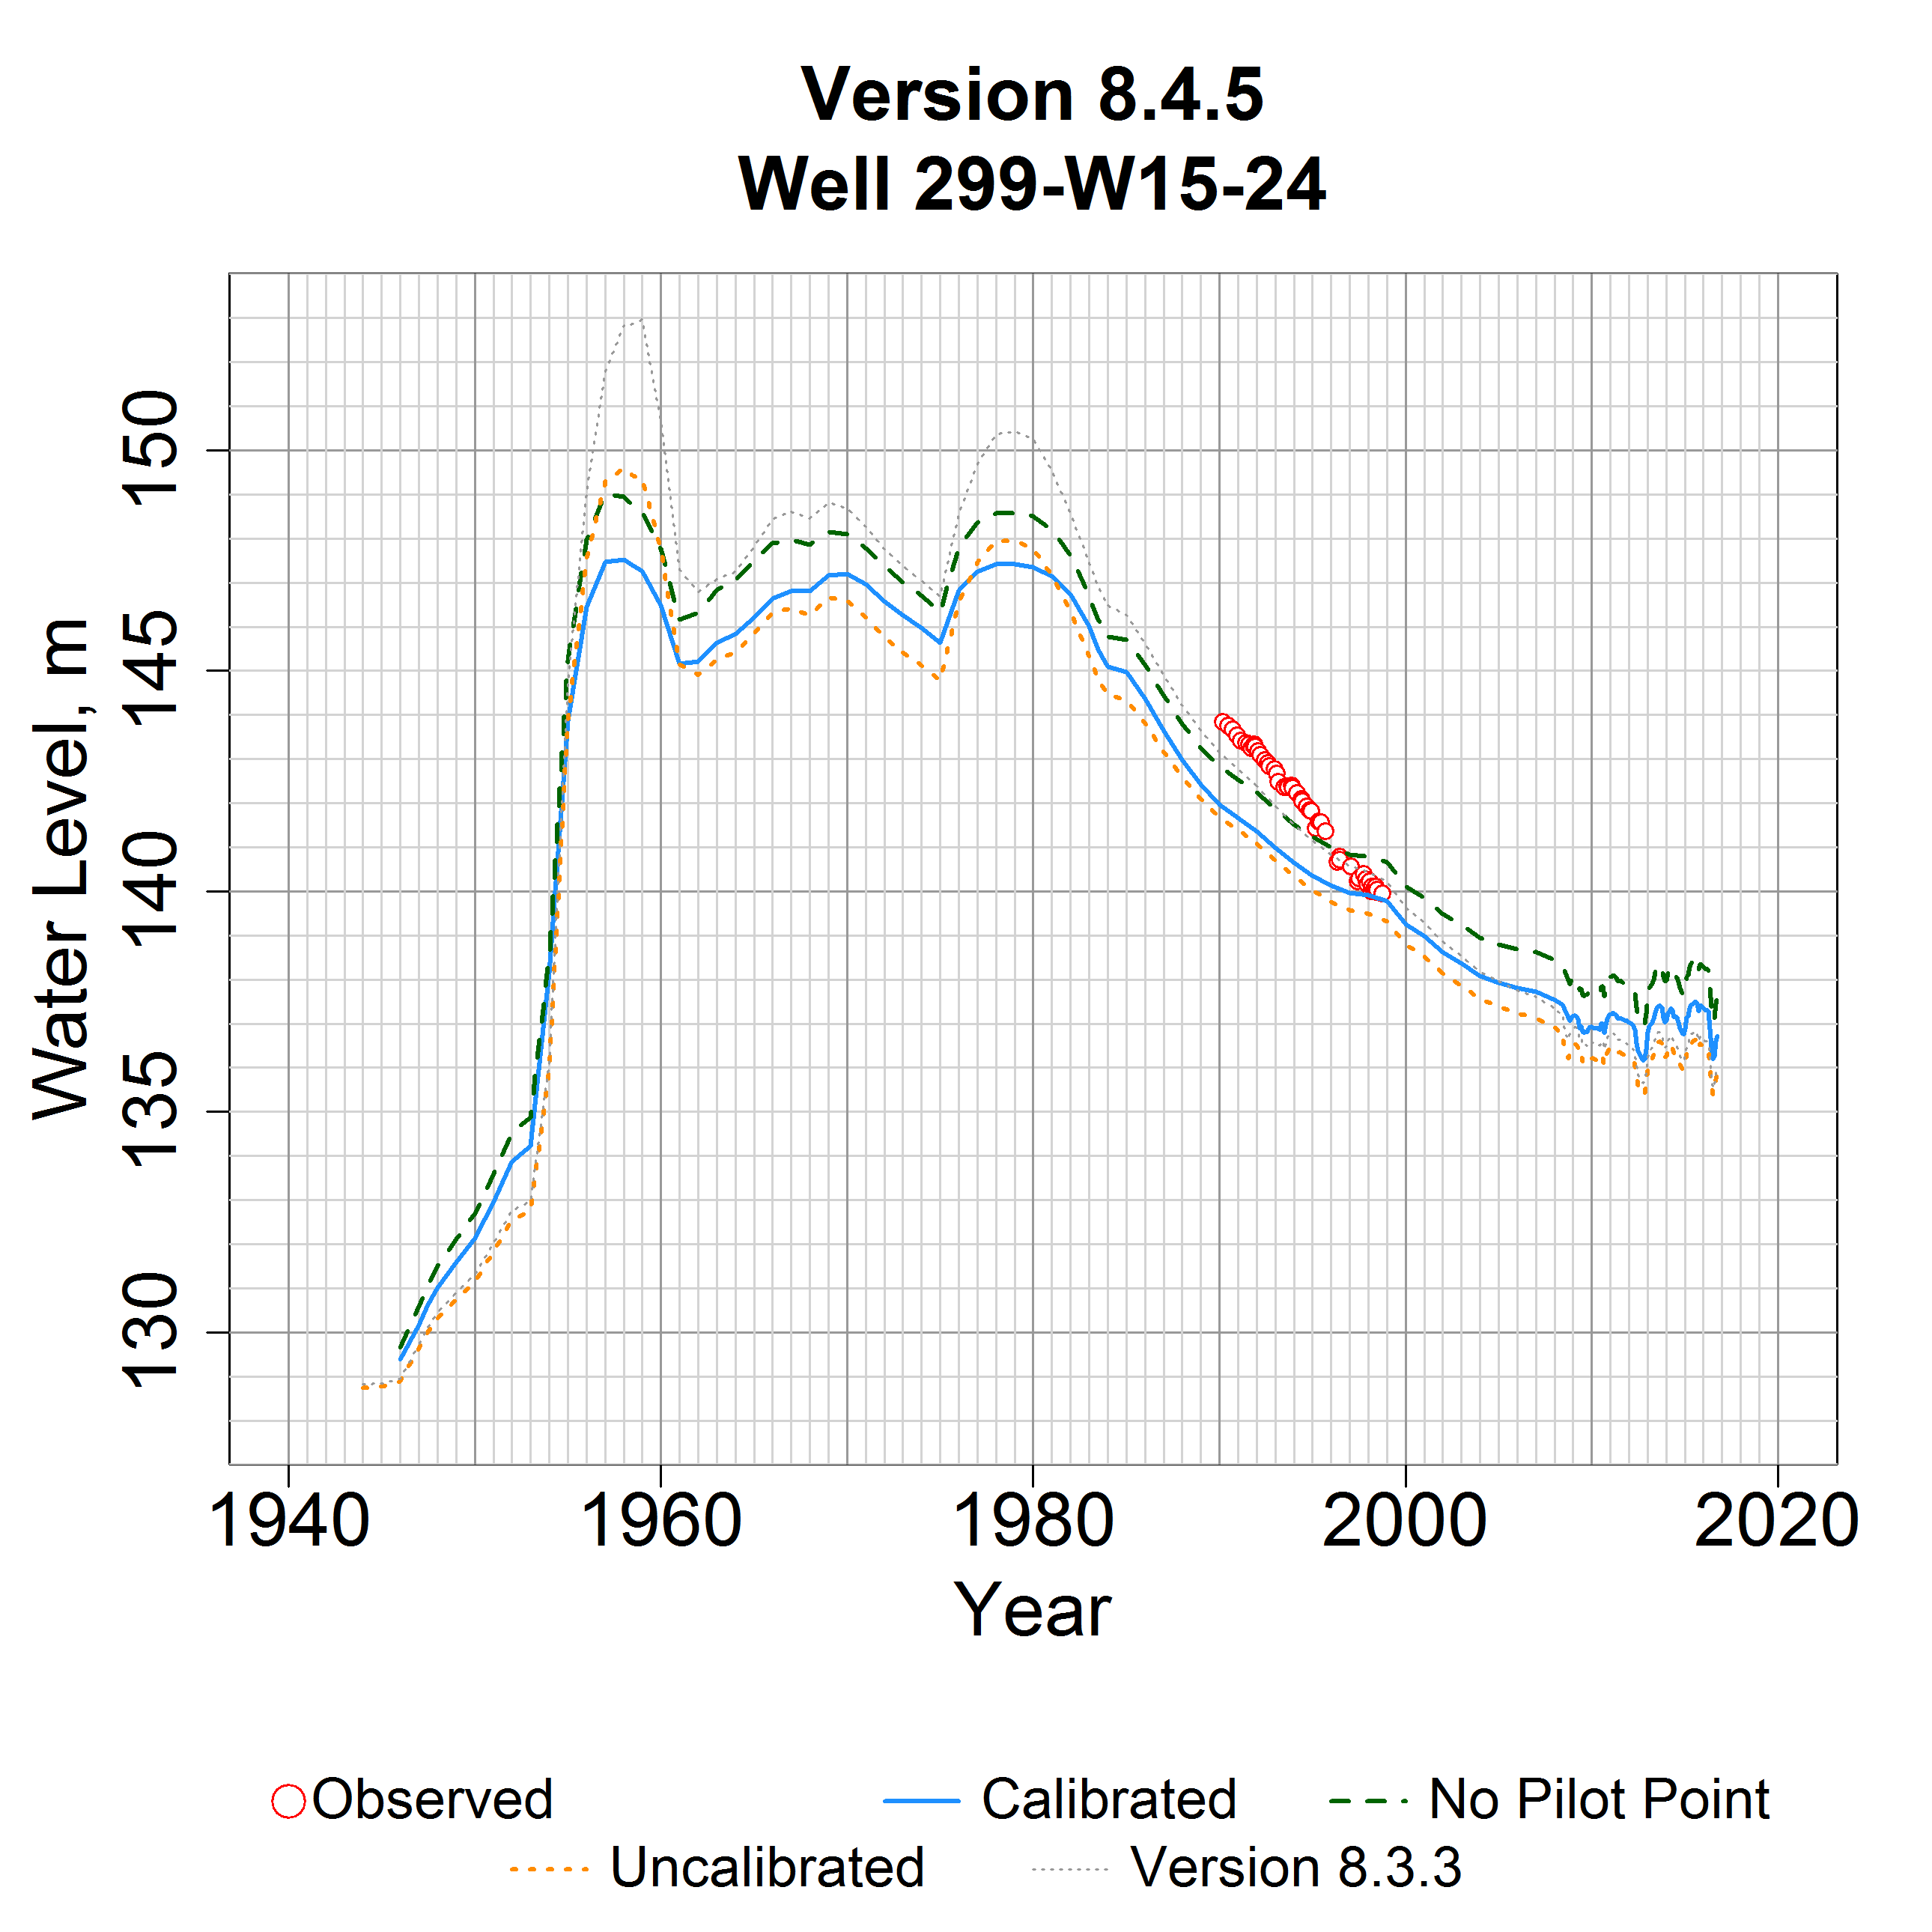 Version 8.4.5
Well 299-W15-24
Water Level, m
150
145
140
135
130
1940 1960 1980 2000 2020
Year
Observed Calibrated No Pilot Point
Uncalibrated Version 8.3.3